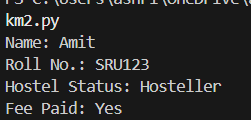 km2.py
Name: Amit
Roll No.: SRU123
Hostel Status: Hosteller
Fee Paid: Yes